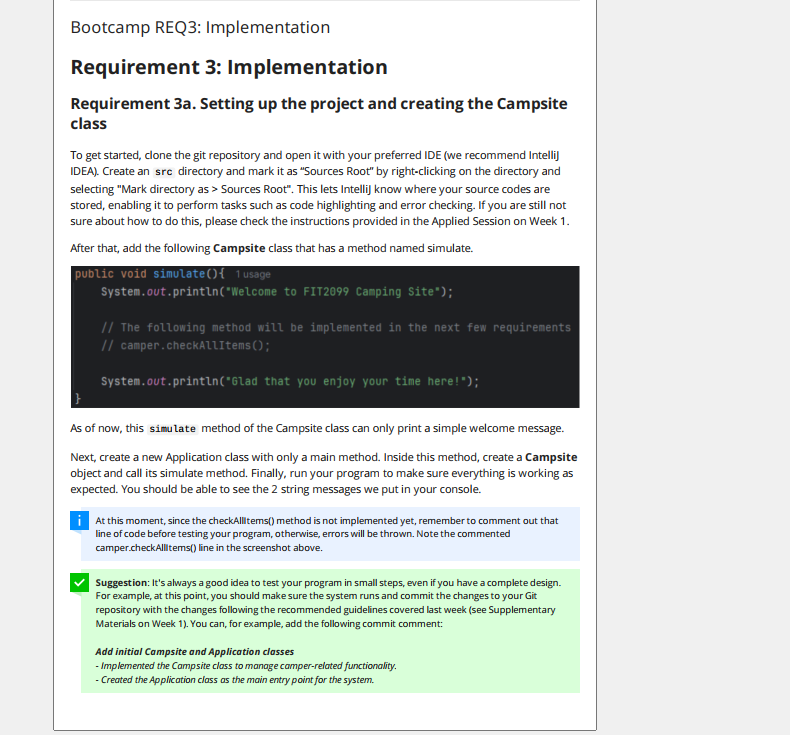 Bootcamp REQ3: Implementation
Requirement 3: Implementation
Requirement 3a. Setting up the project and creating the Campsite
class
To get started, clone the git repository and open it with your preferred IDE (we recommend IntelliJ
IDEA). Create an src directory and mark it as “Sources Root” by right-clicking on the directory and
selecting "Mark directory as > Sources Root". This lets IntelliJ know where your source codes are
stored, enabling it to perform tasks such as code highlighting and error checking. If you are still not
sure about how to do this, please check the instructions provided in the Applied Session on Week 1.
After that, add the following Campsite class that has a method named simulate.
public void simulate(){ 1 usage
System.out.println("Welcome to FIT2099 Camping Site");
// The following method will be implemented in the next few requirements
// camper.checkAllItems();
System.out.println("Glad that you enjoy your time here!");
}
As of now, this simulate method of the Campsite class can only print a simple welcome message.
Next, create a new Application class with only a main method. Inside this method, create a Campsite
object and call its simulate method. Finally, run your program to make sure everything is working as
expected. You should be able to see the 2 string messages we put in your console.
i At this moment, since the checkAllItems() method is not implemented yet, remember to comment out that
line of code before testing your program, otherwise, errors will be thrown. Note the commented
camper.checkAllItems() line in the screenshot above.
Suggestion: It's always a good idea to test your program in small steps, even if you have a complete design.
For example, at this point, you should make sure the system runs and commit the changes to your Git
repository with the changes following the recommended guidelines covered last week (see Supplementary
Materials on Week 1). You can, for example, add the following commit comment:
Add initial Campsite and Application classes
- Implemented the Campsite class to manage camper-related functionality.
- Created the Application class as the main entry point for the system.